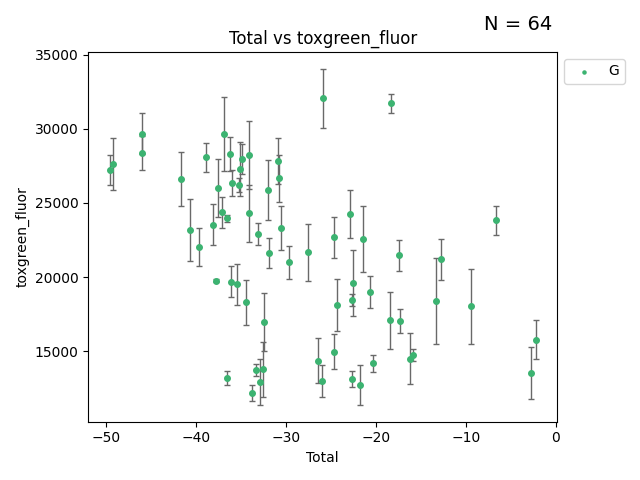 N = 64
Total vs toxgreen_fluor
G
35000
30000
25000
20000
15000
toxgreen_fluor
−50 −40 −30 −20 −10 0
Total